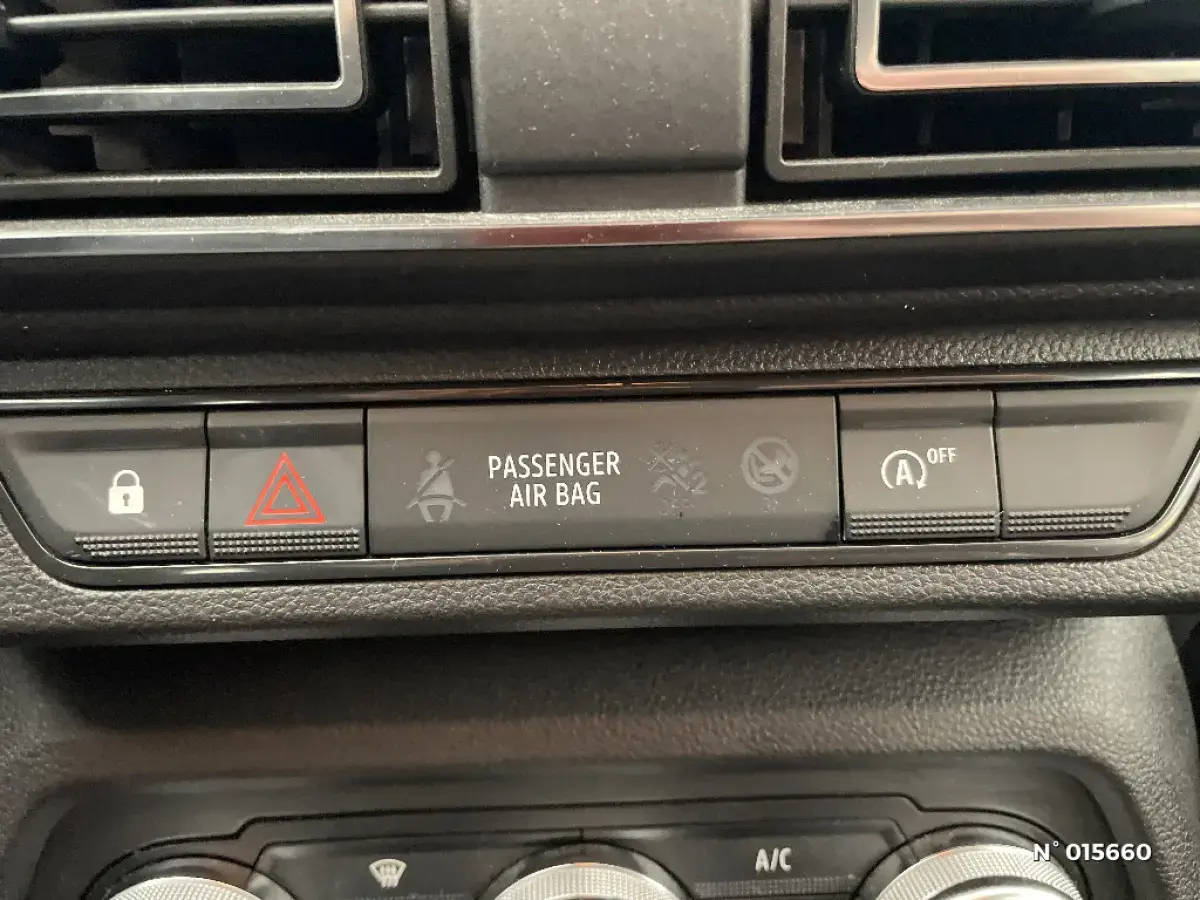 PASSENGER
AIR BAG
A OFF
A/C
N° 015660